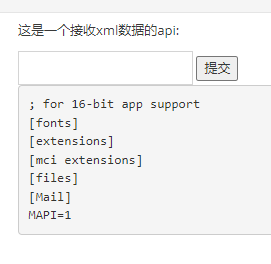 这是一个接收xml数据的api:
提交
; for 16-bit app support
[fonts]
[extensions]
[mci extensions]
[files]
[Mail]
MAPI=1